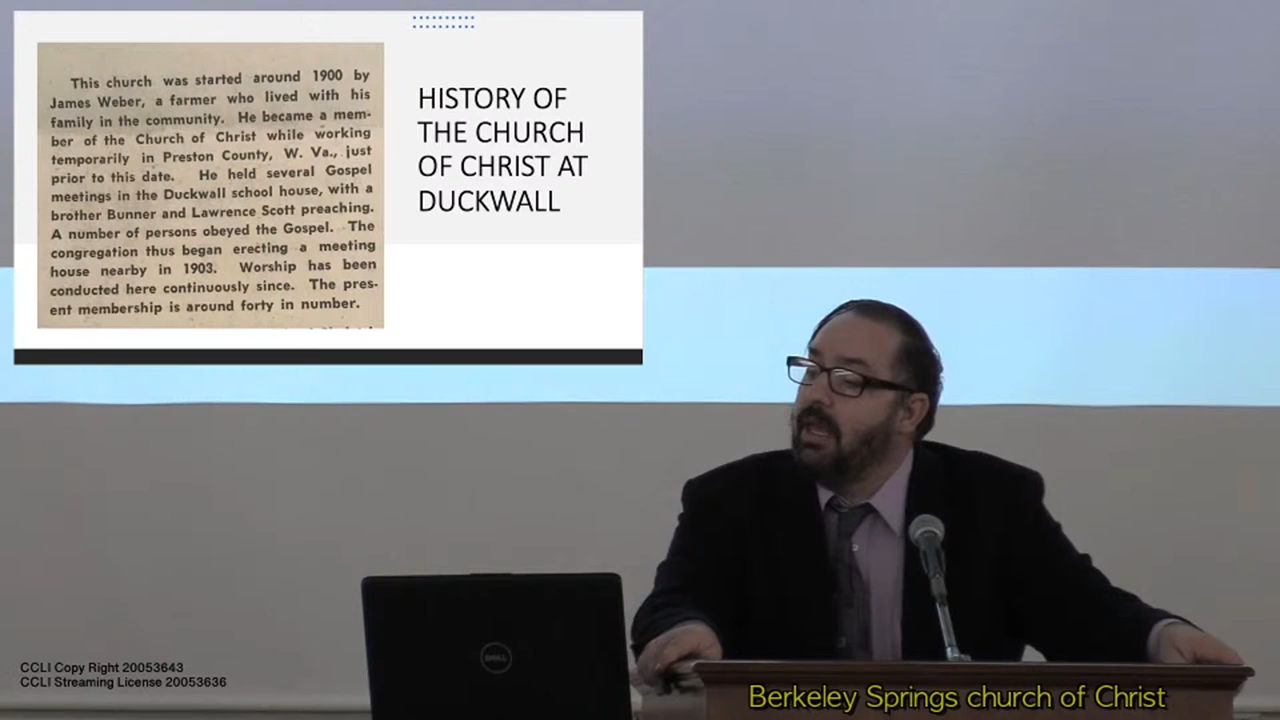 This church was started around 1900 by
James Weber, a farmer who lived with his
family in the community. He became a mem-
ber of the Church of Christ while working
temporarily in Preston County, W. Va., just
prior to this date. He held several Gospel
meetings in the Duckwall school house, with a
brother Bunner and Lawrence Scott preaching.
A number of persons obeyed the Gospel. The
congregation thus began erecting a meeting
house nearby in 1903. Worship has been
conducted here continuously since. The pres-
ent membership is around forty in number.
HISTORY OF
THE CHURCH
OF CHRIST AT
DUCKWALL
DELL
CCLI Copy Right 20053643
CCLI Streaming License 20053636
Berkeley Springs church of Christ